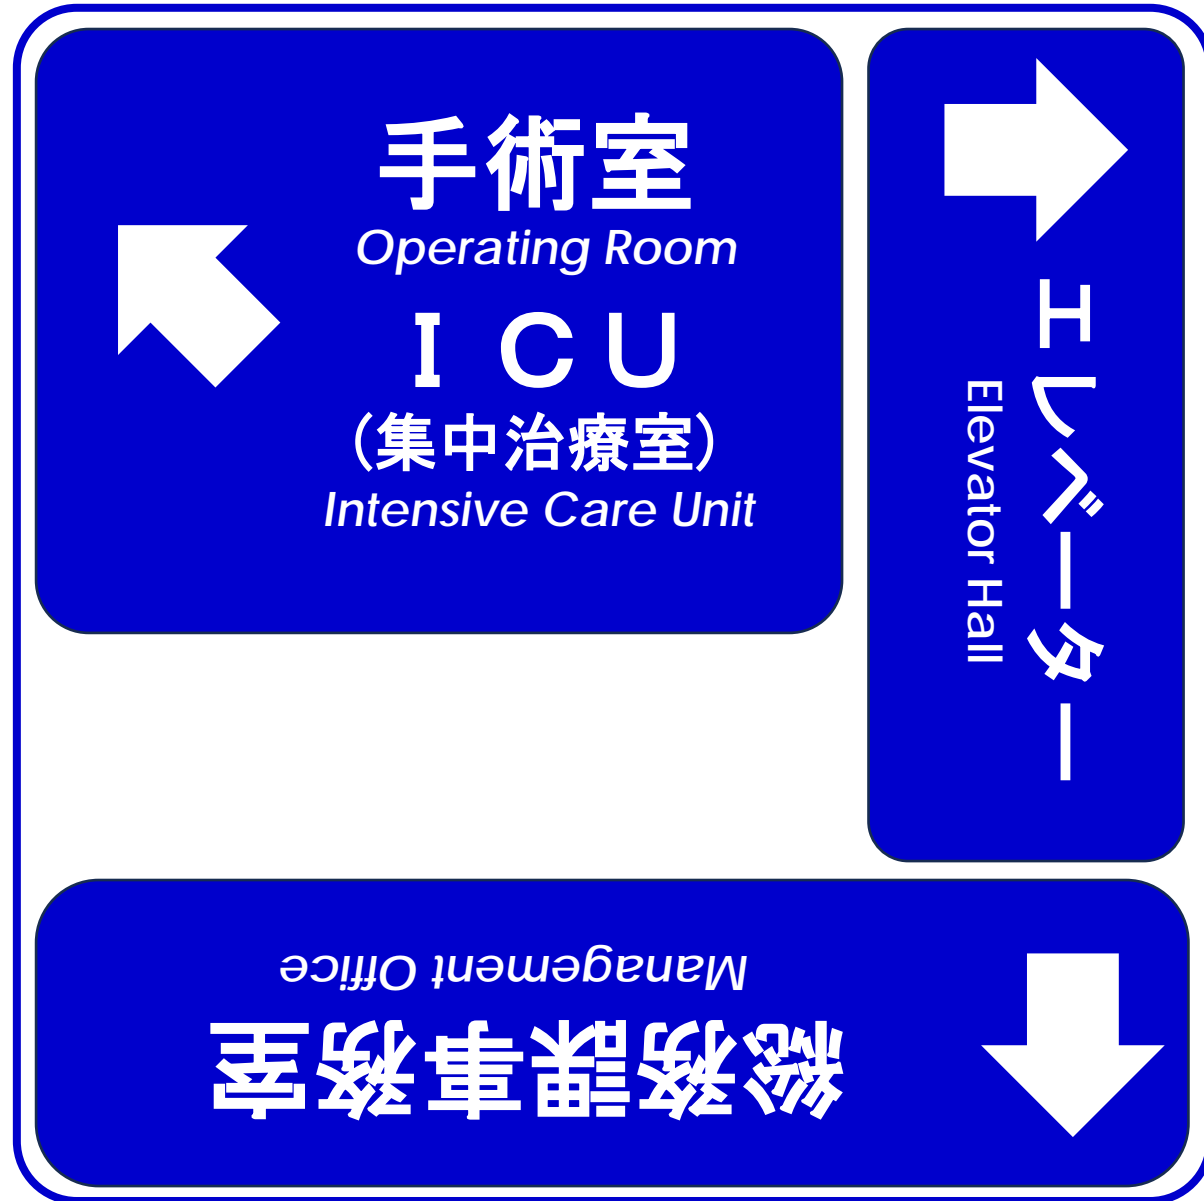 手術室
Operating Room
ICU
（集中治療室）
Intensive Care Unit
エレベーター
Elevator Hall
総務課事務室
Management Office